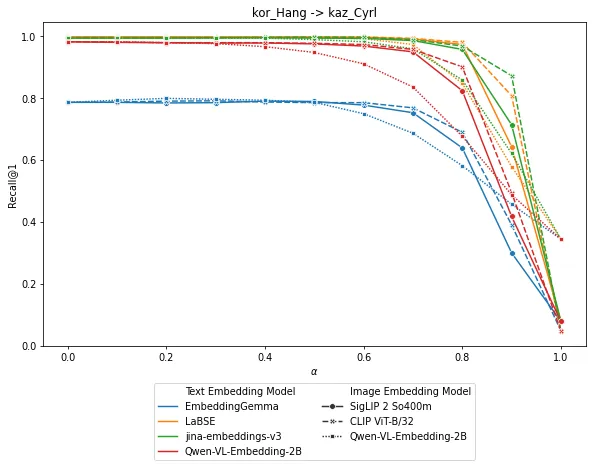 kor_Hang -> kaz_Cyrl
1.0
0.8
0.6
0.4
0.2
0.0
Recall@1
0.0 0.2 0.4 0.6 0.8 1.0
α
Text Embedding Model
EmbeddingGemma
LaBSE
jina-embeddings-v3
Qwen-VL-Embedding-2B
Image Embedding Model
SigLIP 2 So400m
CLIP ViT-B/32
Qwen-VL-Embedding-2B